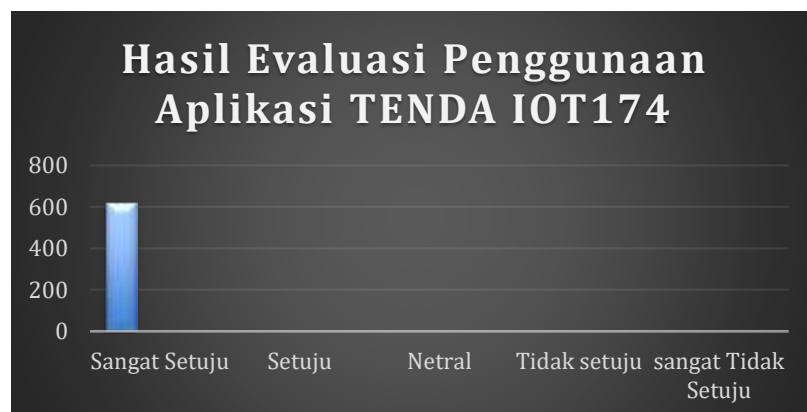 Hasil Evaluasi Penggunaan
Aplikasi TENDA IOT174
800
600
400
200
0
Sangat Setuju
Setuju
Netral
Tidak setuju
sangat Tidak
Setuju